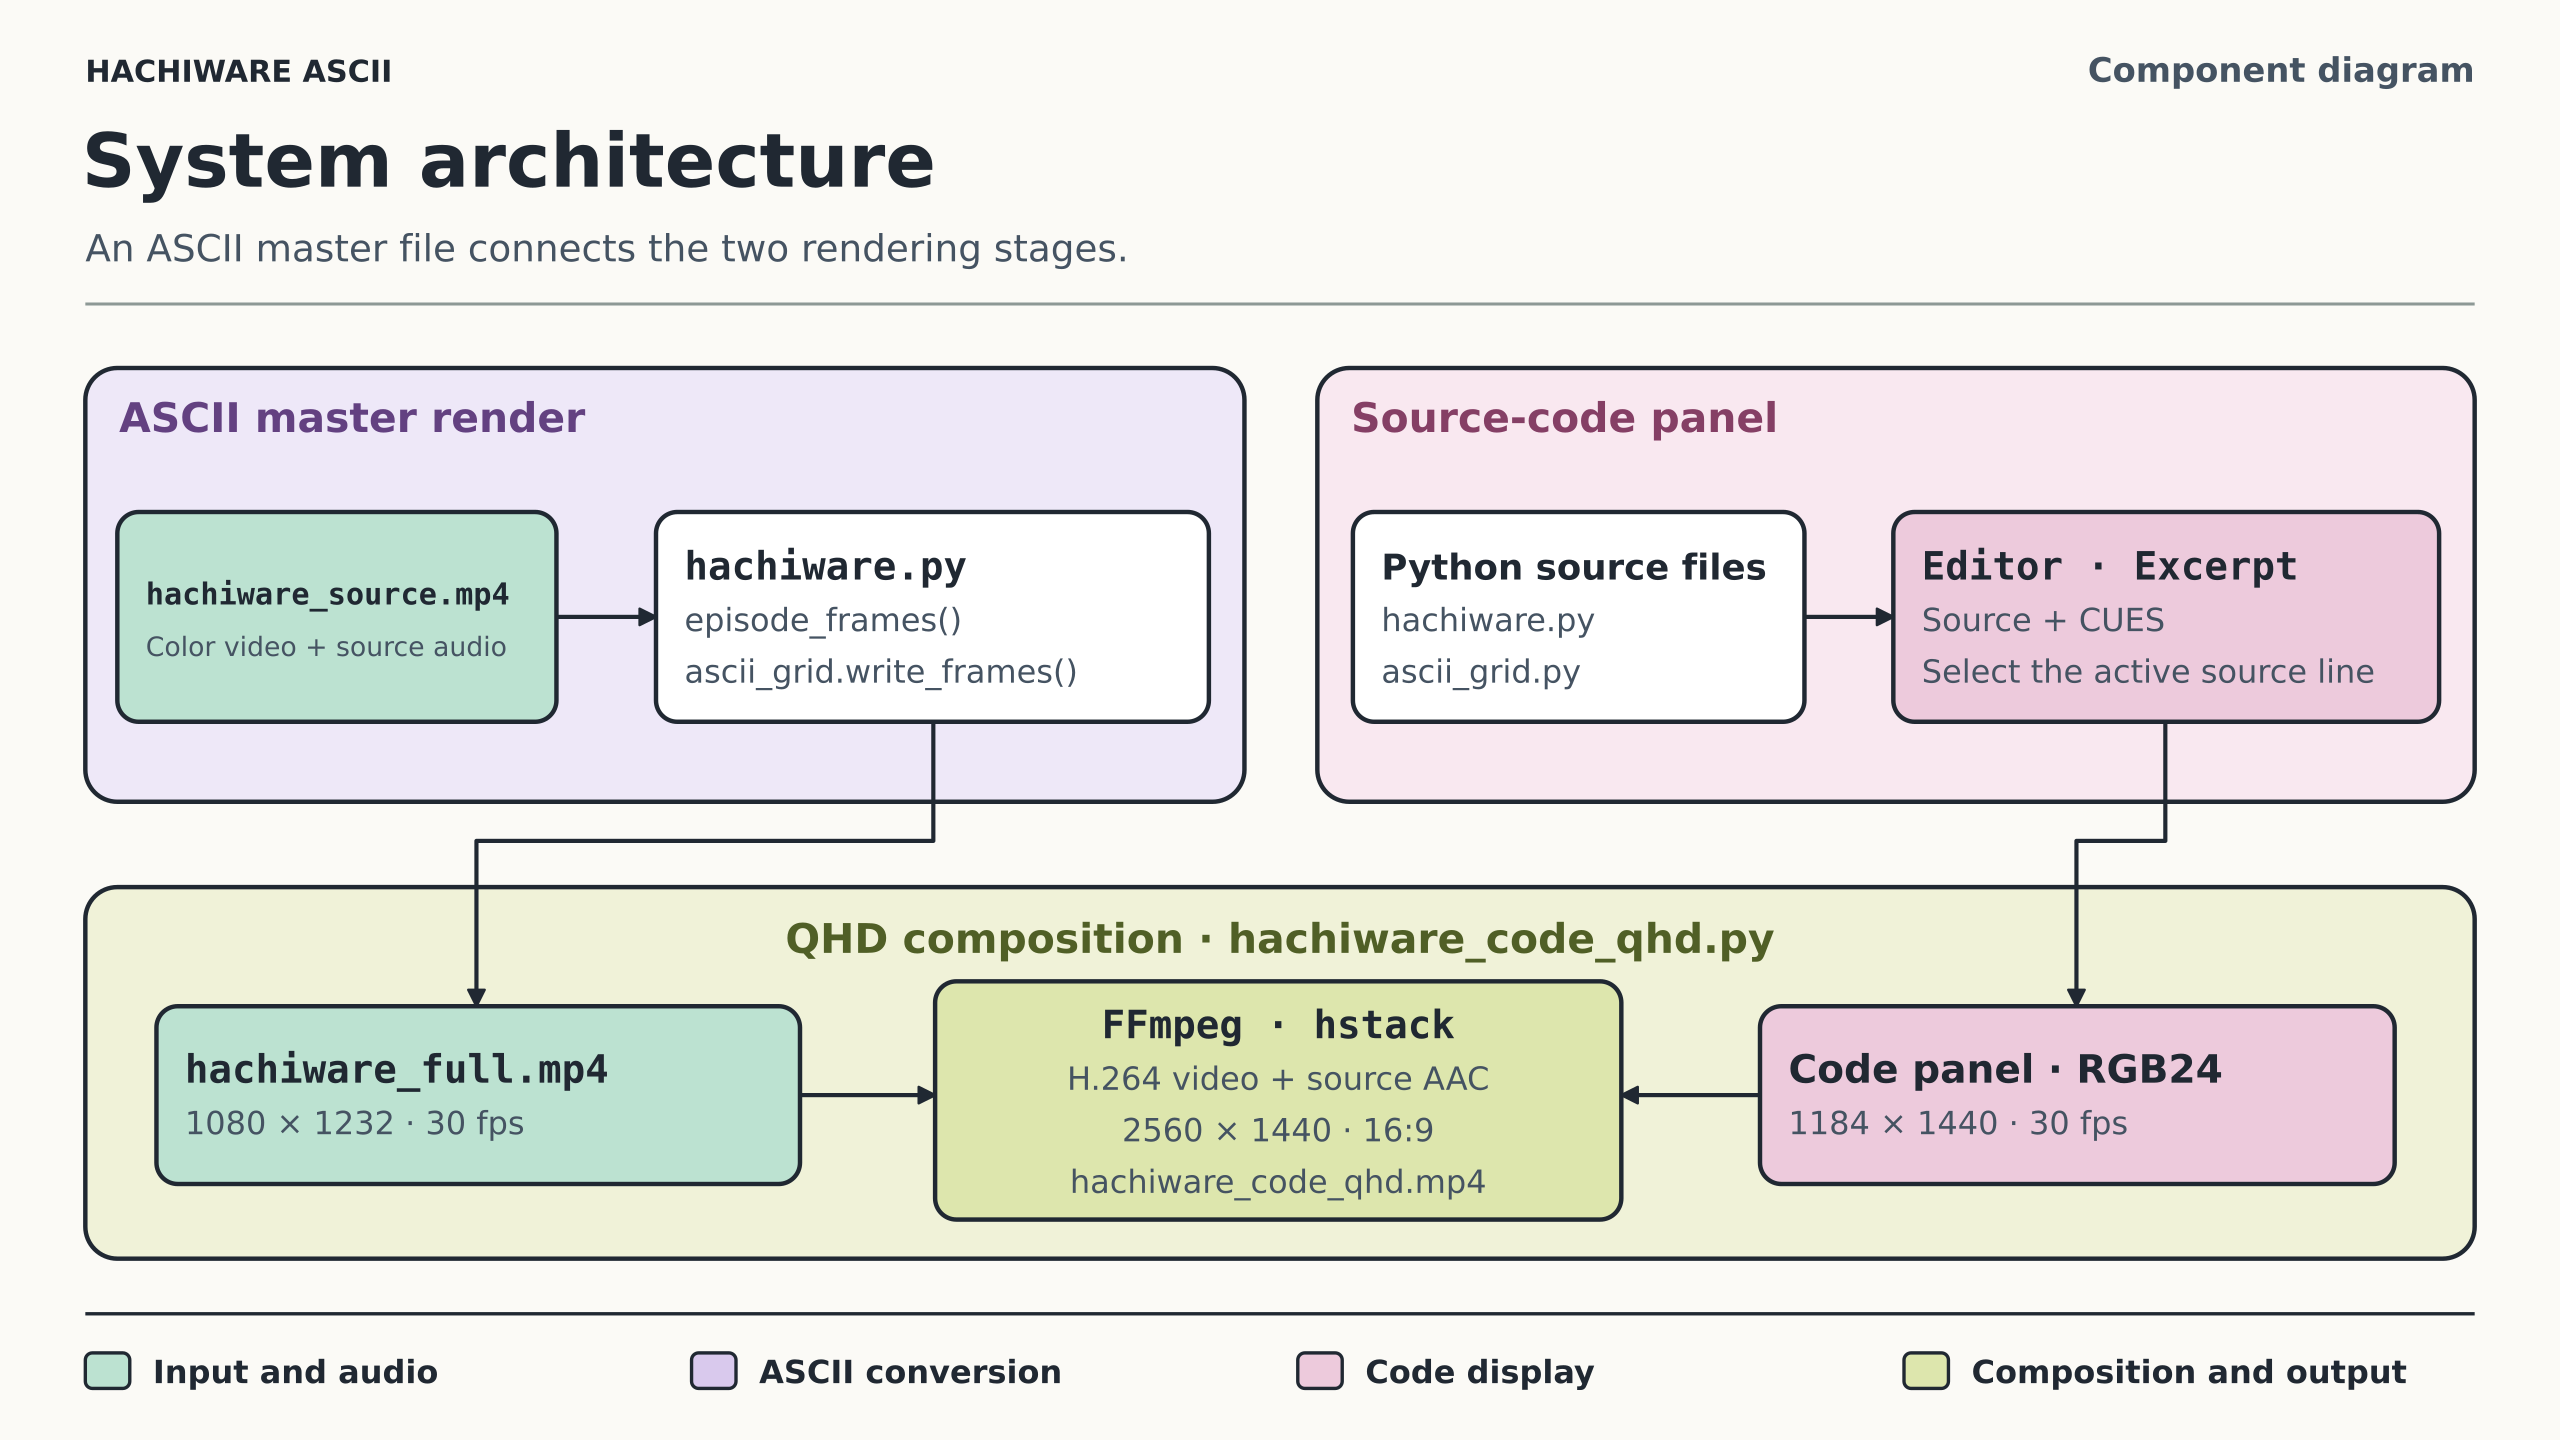 HACHIWARE ASCII
Component diagram
System architecture
An ASCII master file connects the two rendering stages.
ASCII master render
hachiware_source.mp4
Color video + source audio
hachiware.py
episode_frames()
ascii_grid.write_frames()
Source-code panel
Python source files
hachiware.py
ascii_grid.py
Editor · Excerpt
Source + CUES
Select the active source line
QHD composition · hachiware_code_qhd.py
hachiware_full.mp4
1080 × 1232 · 30 fps
FFmpeg · hstack
H.264 video + source AAC
2560 × 1440 · 16:9
hachiware_code_qhd.mp4
Code panel · RGB24
1184 × 1440 · 30 fps
Input and audio
ASCII conversion
Code display
Composition and output